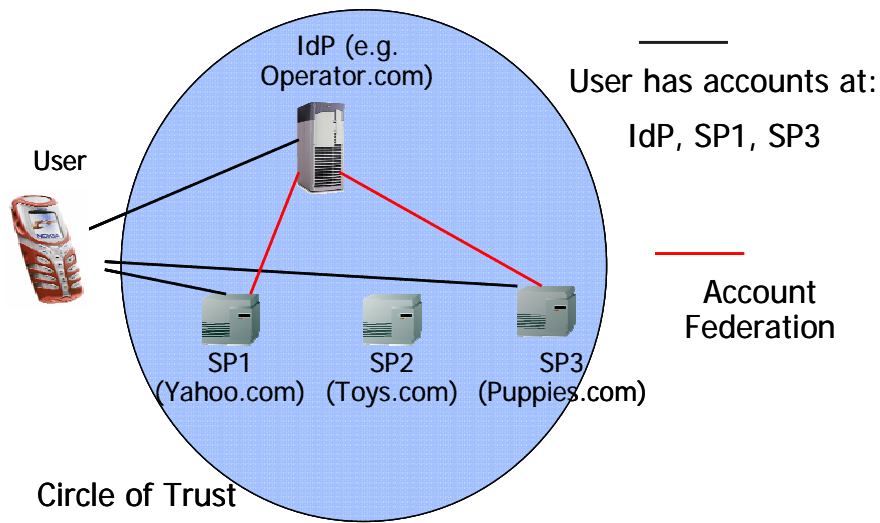 IdP (e.g.
Operator.com)
User has accounts at:
IdP, SP1, SP3
User
NOKIA
Account
Federation
SP1
(Yahoo.com)
SP2
(Toys.com)
SP3
(Puppies.com)
Circle of Trust